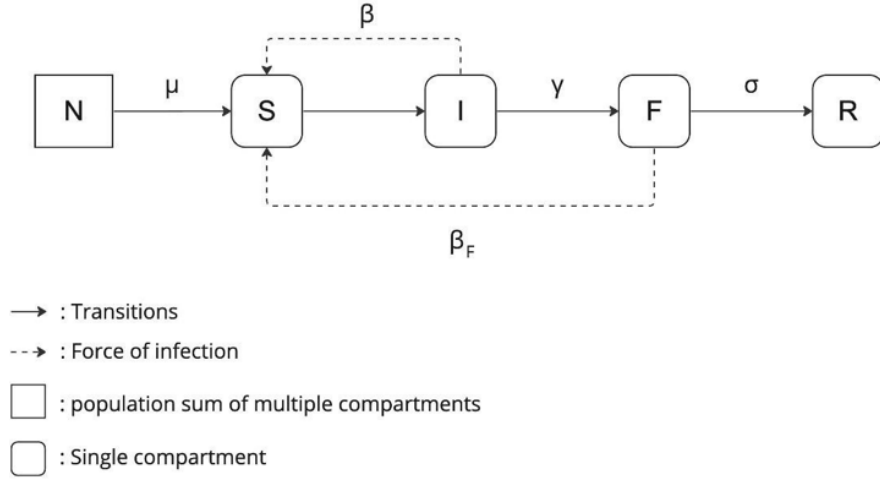 β
N μ S I γ F σ R
β_F
: Transitions
: Force of infection
: population sum of multiple compartments
: Single compartment